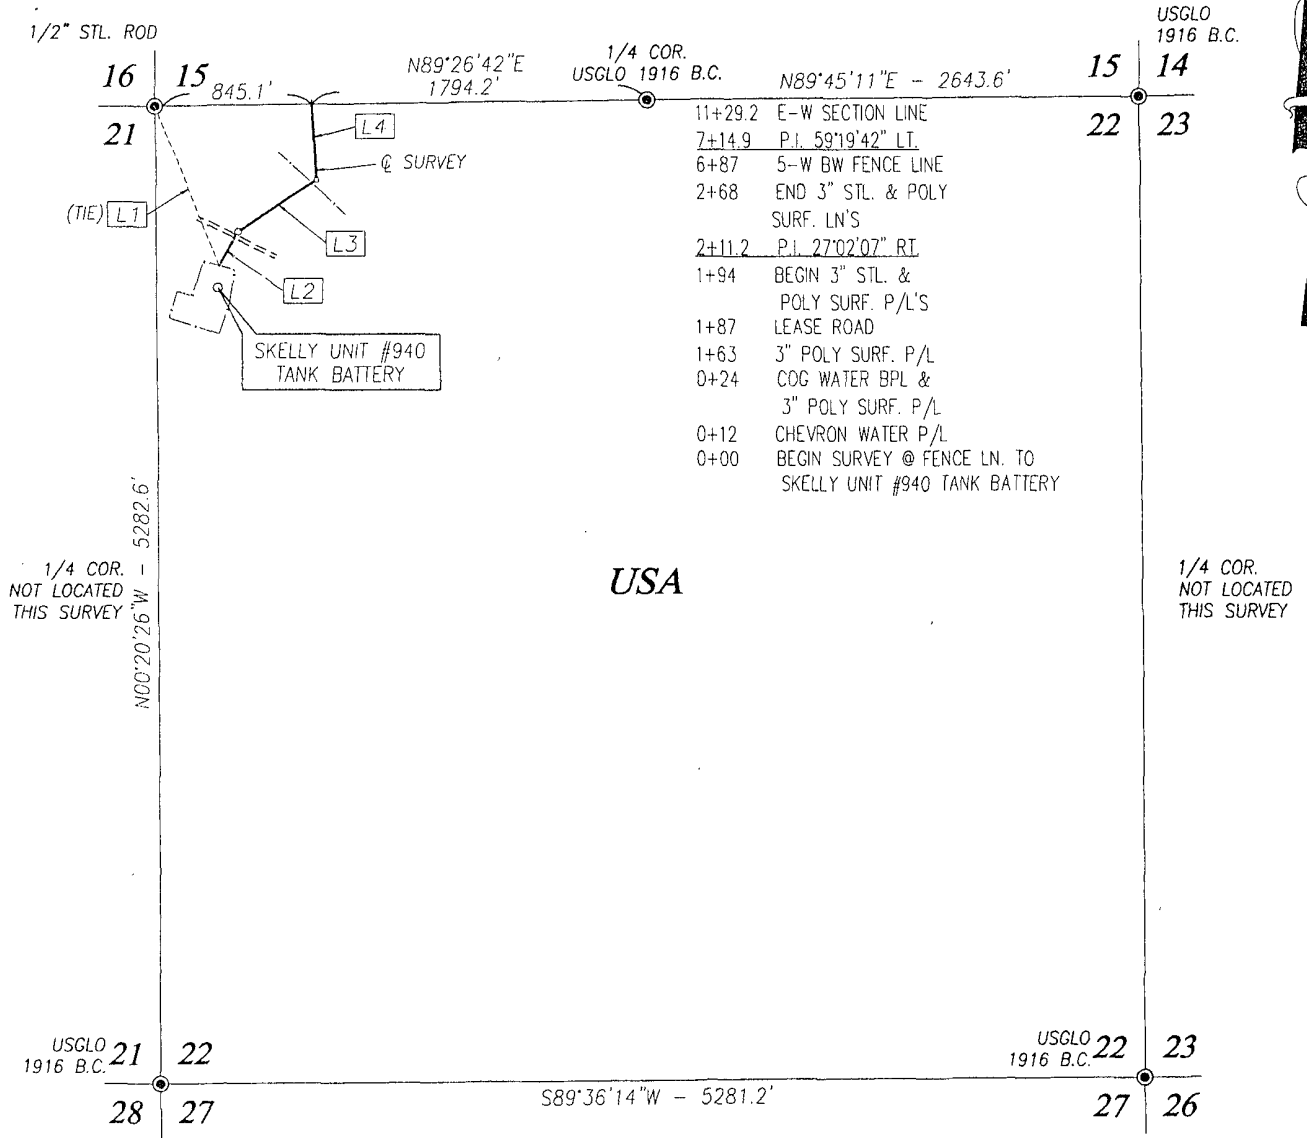 1/2" STL. ROD
USGLO
1916 B.C.
16 15
845.1'
N89°26'42"E
1794.2'
1/4 COR.
USGLO 1916 B.C.
N89°45'11"E - 2643.6'
15 14
21
22 23
L4
℄ SURVEY
(TIE) L1
L3
L2
SKELLY UNIT #940
TANK BATTERY
11+29.2 E-W SECTION LINE
7+14.9 P.I. 59°19'42" LT.
6+87 5-W BW FENCE LINE
2+68 END 3" STL. & POLY
SURF. LN'S
2+11.2 P.I. 27°02'07" RT.
1+94 BEGIN 3" STL. &
POLY SURF. P/L'S
1+87 LEASE ROAD
1+63 3" POLY SURF. P/L
0+24 COG WATER BPL &
3" POLY SURF. P/L
0+12 CHEVRON WATER P/L
0+00 BEGIN SURVEY @ FENCE LN. TO
SKELLY UNIT #940 TANK BATTERY
N00°20'26"W - 5282.6'
1/4 COR.
NOT LOCATED
THIS SURVEY
USA
1/4 COR.
NOT LOCATED
THIS SURVEY
USGLO
1916 B.C.
21 22
USGLO
1916 B.C.
22 23
S89°36'14"W - 5281.2'
28 27
27 26